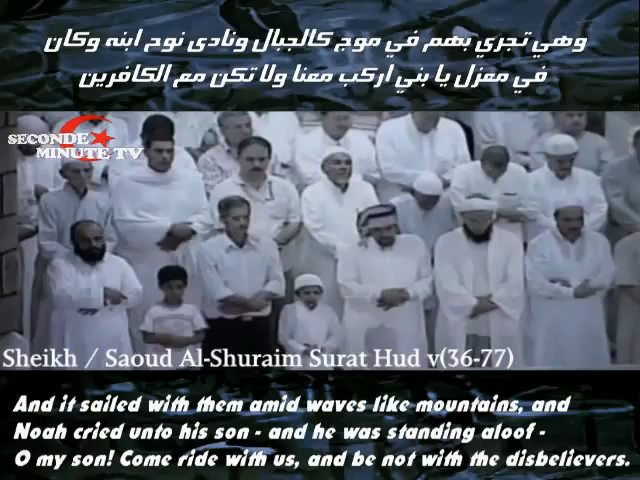 وهي تجري بهم في موج كالجبال ونادى نوح ابنه وكان
في معزل يا بني اركب معنا ولا تكن مع الكافرين
SECONDE
MINUTE TV
Sheikh / Saoud Al-Shuraim Surat Hud v(36-77)
And it sailed with them amid waves like mountains, and
Noah cried unto his son - and he was standing aloof -
O my son! Come ride with us, and be not with the disbelievers.